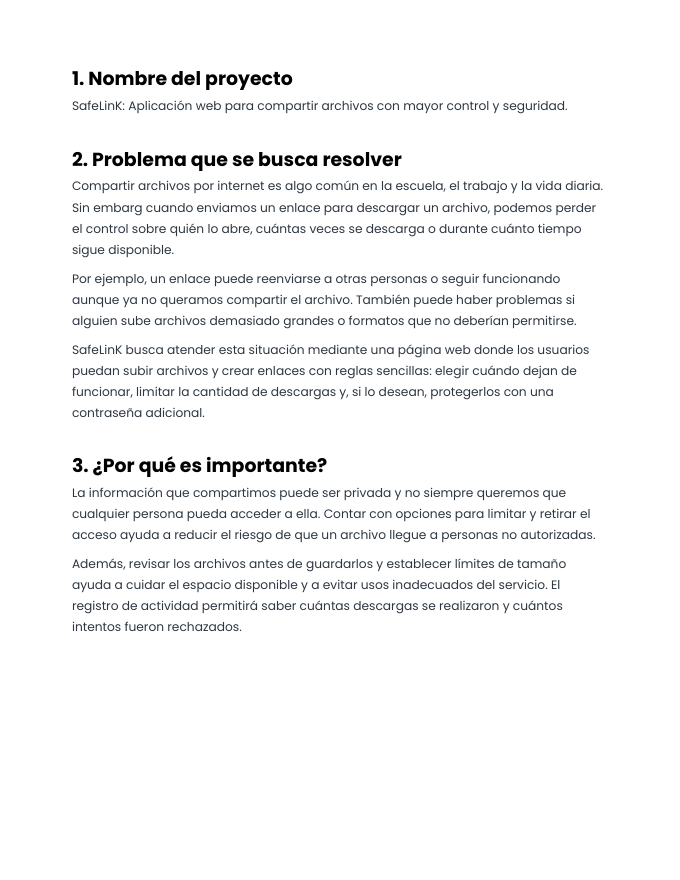 1. Nombre del proyecto
SafeLinK: Aplicación web para compartir archivos con mayor control y seguridad.
2. Problema que se busca resolver
Compartir archivos por internet es algo común en la escuela, el trabajo y la vida diaria.
Sin embarg cuando enviamos un enlace para descargar un archivo, podemos perder
el control sobre quién lo abre, cuántas veces se descarga o durante cuánto tiempo
sigue disponible.
Por ejemplo, un enlace puede reenviarse a otras personas o seguir funcionando
aunque ya no queramos compartir el archivo. También puede haber problemas si
alguien sube archivos demasiado grandes o formatos que no deberían permitirse.
SafeLinK busca atender esta situación mediante una página web donde los usuarios
puedan subir archivos y crear enlaces con reglas sencillas: elegir cuándo dejan de
funcionar, limitar la cantidad de descargas y, si lo desean, protegerlos con una
contraseña adicional.
3. ¿Por qué es importante?
La información que compartimos puede ser privada y no siempre queremos que
cualquier persona pueda acceder a ella. Contar con opciones para limitar y retirar el
acceso ayuda a reducir el riesgo de que un archivo llegue a personas no autorizadas.
Además, revisar los archivos antes de guardarlos y establecer límites de tamaño
ayuda a cuidar el espacio disponible y a evitar usos inadecuados del servicio. El
registro de actividad permitirá saber cuántas descargas se realizaron y cuántos
intentos fueron rechazados.